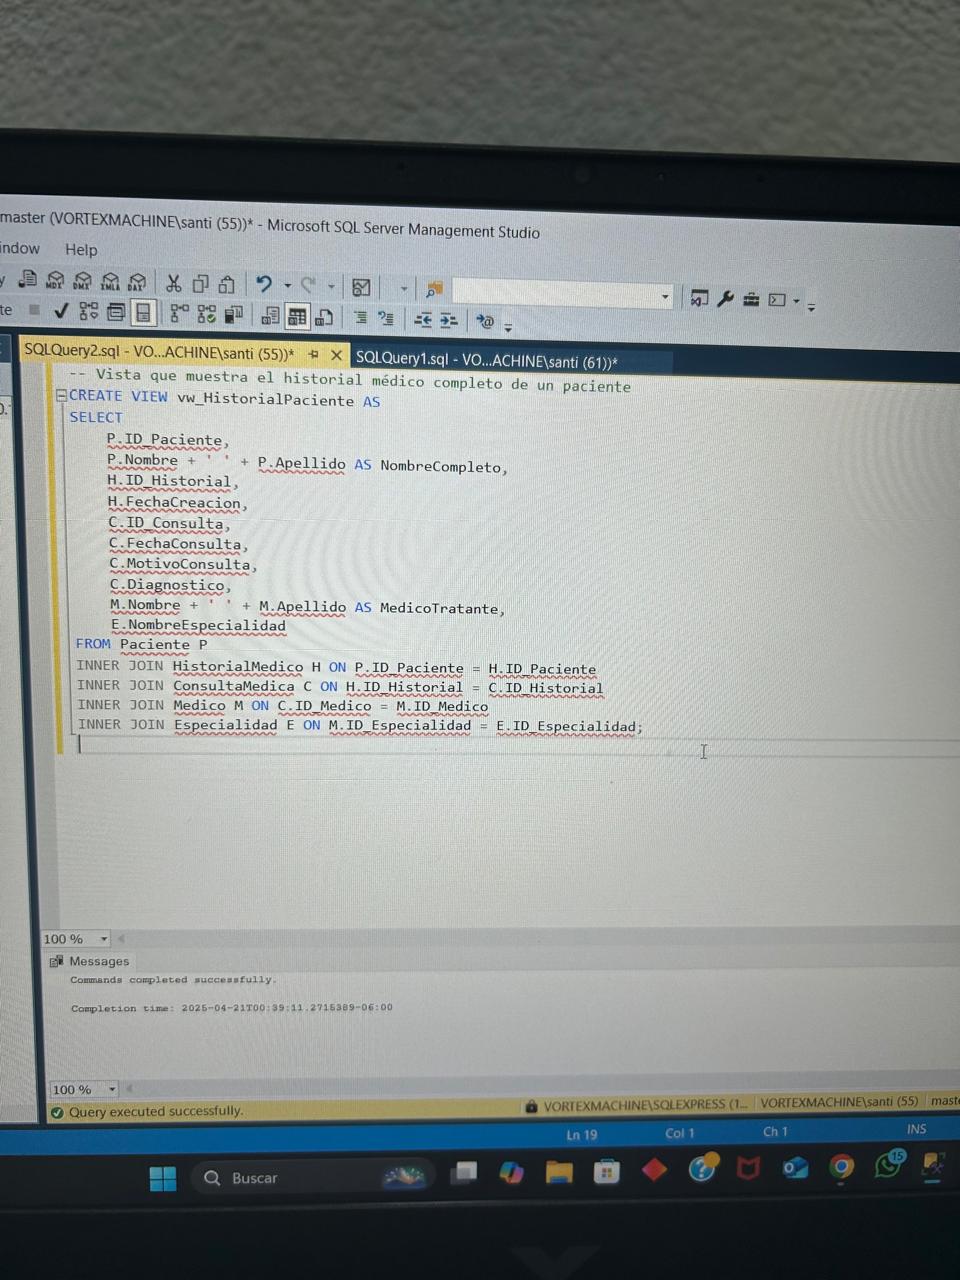 master (VORTEXMACHINE\santi (55))* - Microsoft SQL Server Management Studio
indow Help
MDX DMX XMLA DAX
te
SQLQuery2.sql - VO...ACHINE\santi (55))* SQLQuery1.sql - VO...ACHINE\santi (61))*
-- Vista que muestra el historial médico completo de un paciente
CREATE VIEW vw_HistorialPaciente AS
SELECT
P.ID_Paciente,
P.Nombre + ' ' + P.Apellido AS NombreCompleto,
H.ID_Historial,
H.FechaCreacion,
C.ID_Consulta,
C.FechaConsulta,
C.MotivoConsulta,
C.Diagnostico,
M.Nombre + ' ' + M.Apellido AS MedicoTratante,
E.NombreEspecialidad
FROM Paciente P
INNER JOIN HistorialMedico H ON P.ID_Paciente = H.ID_Paciente
INNER JOIN ConsultaMedica C ON H.ID_Historial = C.ID_Historial
INNER JOIN Medico M ON C.ID_Medico = M.ID_Medico
INNER JOIN Especialidad E ON M.ID_Especialidad = E.ID_Especialidad;
100 %
Messages
Commands completed successfully.
Completion time: 2025-04-21T00:39:11.2715389-06:00
100 %
Query executed successfully. VORTEXMACHINE\SQLEXPRESS (1... VORTEXMACHINE\santi (55) mast
Ln 19 Col 1 Ch 1 INS
Buscar 15